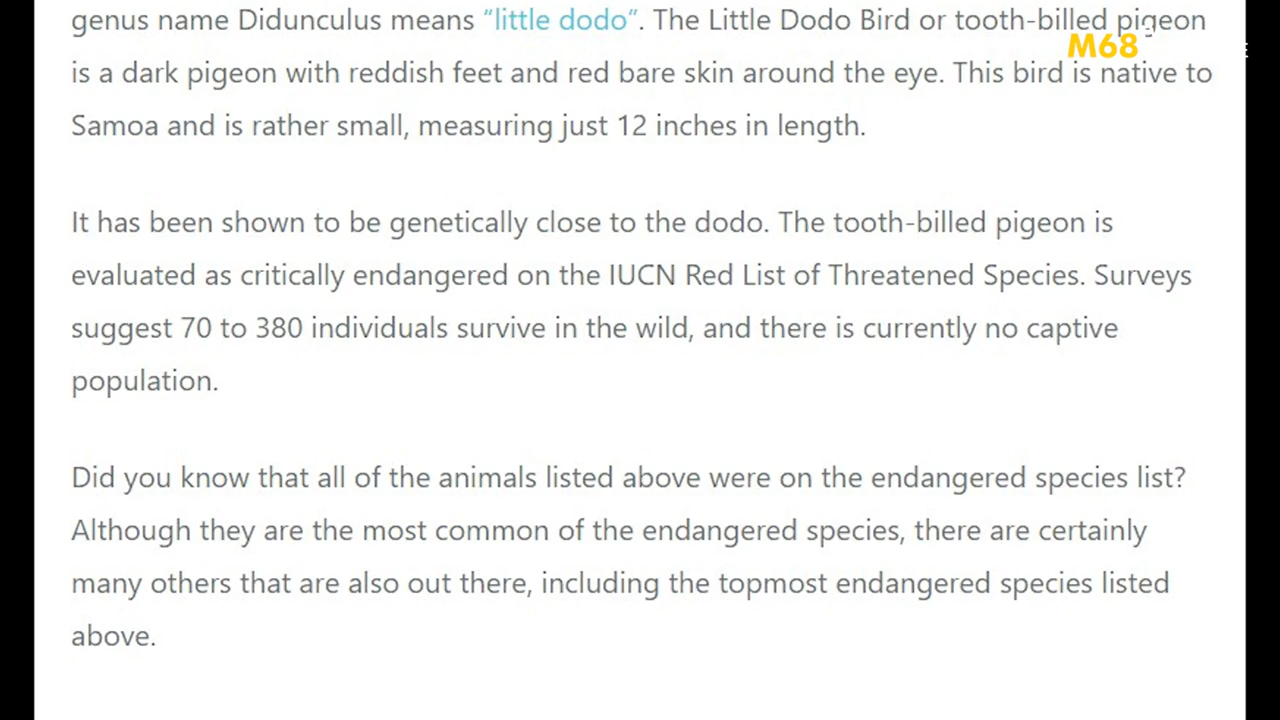 genus name Didunculus means “little dodo”. The Little Dodo Bird or tooth-billed pigeon
M68
is a dark pigeon with reddish feet and red bare skin around the eye. This bird is native to
Samoa and is rather small, measuring just 12 inches in length.
It has been shown to be genetically close to the dodo. The tooth-billed pigeon is
evaluated as critically endangered on the IUCN Red List of Threatened Species. Surveys
suggest 70 to 380 individuals survive in the wild, and there is currently no captive
population.
Did you know that all of the animals listed above were on the endangered species list?
Although they are the most common of the endangered species, there are certainly
many others that are also out there, including the topmost endangered species listed
above.